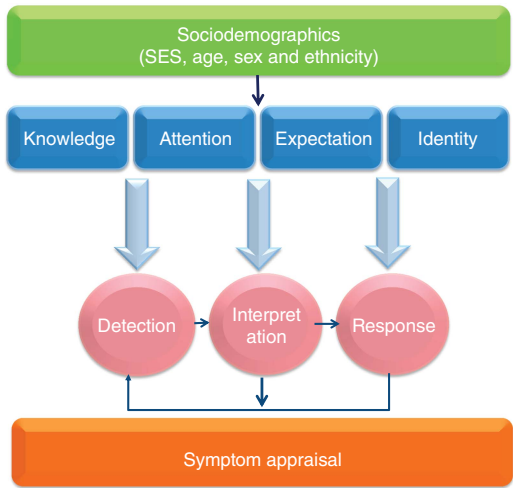 Sociodemographics
(SES, age, sex and ethnicity)
Knowledge
Attention
Expectation
Identity
Detection
Interpret
ation
Response
Symptom appraisal